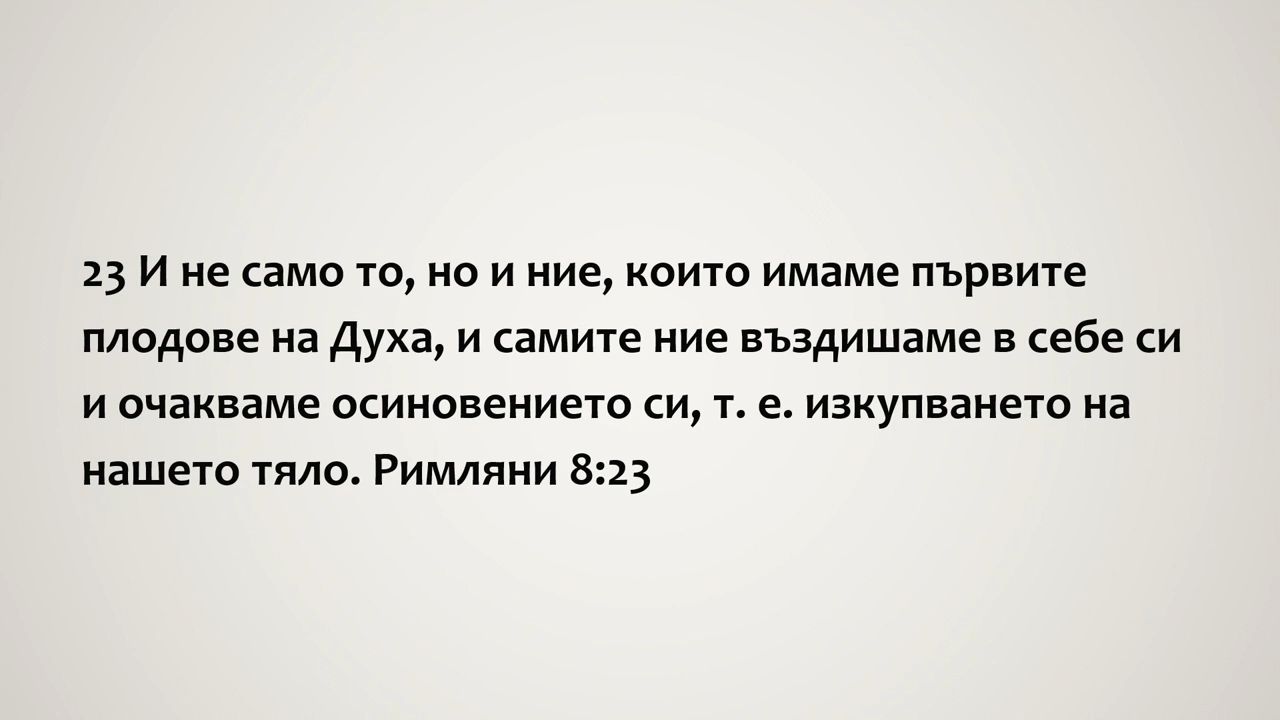 23 И не само то, но и ние, които имаме първите
плодове на Духа, и самите ние въздишаме в себе си
и очакваме осиновението си, т. е. изкупването на
нашето тяло. Римляни 8:23